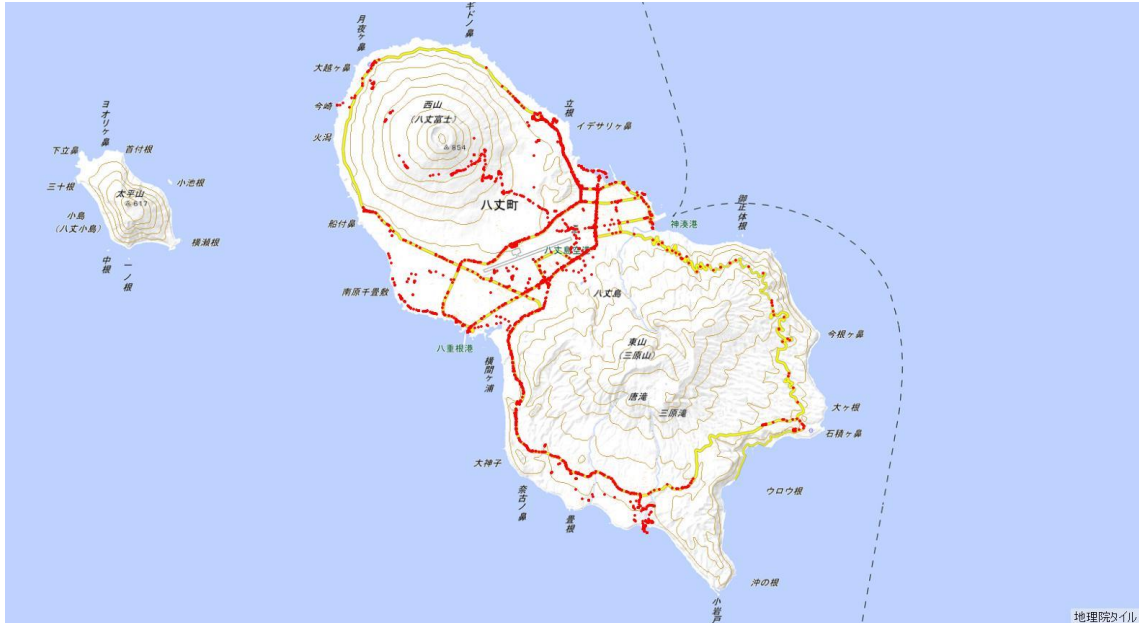 ギドノ鼻
月夜ヶ鼻
大越ヶ鼻
今崎
火潟
西山
（八丈富士）
854
立根
イデサリヶ鼻
ヨオリヶ鼻
下立鼻
首付根
三十根
太平山
617
小池根
小島
（八丈小島）
横瀬根
中根
一ノ根
船付鼻
八丈町
神湊港
御正体根
八丈島空港
南原千畳敷
八丈島
八重根港
横間ヶ浦
東山
（三原山）
今根ヶ鼻
唐滝
三原滝
大ヶ根
石積ヶ鼻
大神子
奈古ノ鼻
畳根
ウロウ根
沖の根
小岩戸
地理院タイル